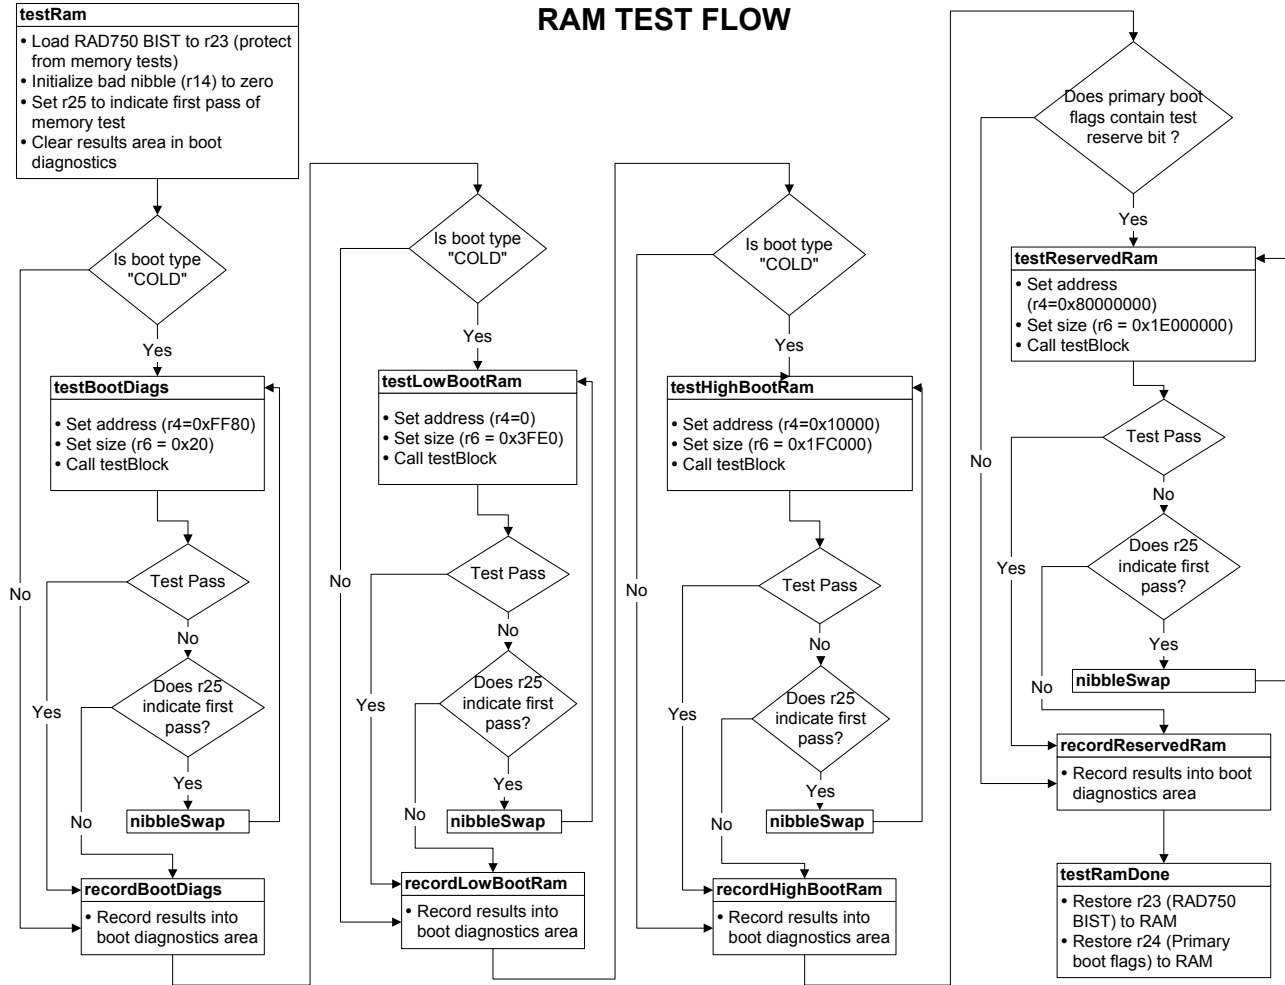 RAM TEST FLOW
testRam
• Load RAD750 BIST to r23 (protect
from memory tests)
• Initialize bad nibble (r14) to zero
• Set r25 to indicate first pass of
memory test
• Clear results area in boot
diagnostics
Is boot type
"COLD"
Yes
No
testBootDiags
• Set address (r4=0xFF80)
• Set size (r6 = 0x20)
• Call testBlock
Test Pass
No
Yes
Does r25
indicate first
pass?
Yes
No
nibbleSwap
recordBootDiags
• Record results into
boot diagnostics area
Is boot type
"COLD"
Yes
No
testLowBootRam
• Set address (r4=0)
• Set size (r6 = 0x3FE0)
• Call testBlock
Test Pass
No
Yes
Does r25
indicate first
pass?
Yes
No
nibbleSwap
recordLowBootRam
• Record results into
boot diagnostics area
Is boot type
"COLD"
Yes
No
testHighBootRam
• Set address (r4=0x10000)
• Set size (r6 = 0x1FC000)
• Call testBlock
Test Pass
No
Yes
Does r25
indicate first
pass?
Yes
No
nibbleSwap
recordHighBootRam
• Record results into
boot diagnostics area
Does primary boot
flags contain test
reserve bit ?
Yes
No
testReservedRam
• Set address
(r4=0x80000000)
• Set size (r6 = 0x1E000000)
• Call testBlock
Test Pass
No
Yes
Does r25
indicate first
pass?
Yes
No
nibbleSwap
recordReservedRam
• Record results into boot
diagnostics area
testRamDone
• Restore r23 (RAD750
BIST) to RAM
• Restore r24 (Primary
boot flags) to RAM